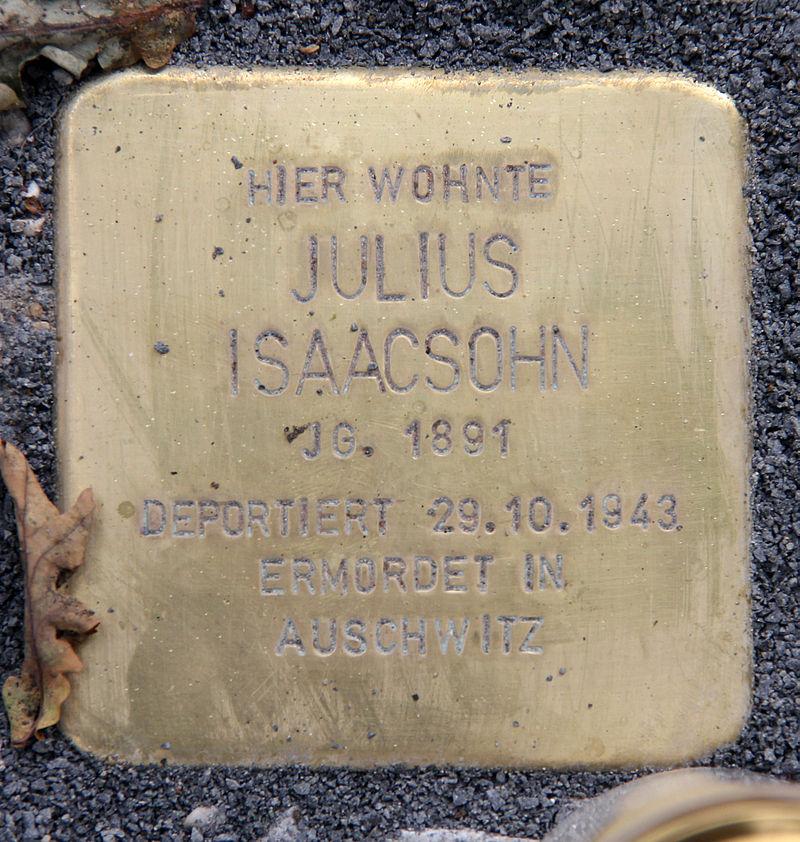 HIER WOHNTE
JULIUS
ISAACSOHN
JG. 1891
DEPORTIERT 29.10.1943
ERMORDET IN
AUSCHWITZ